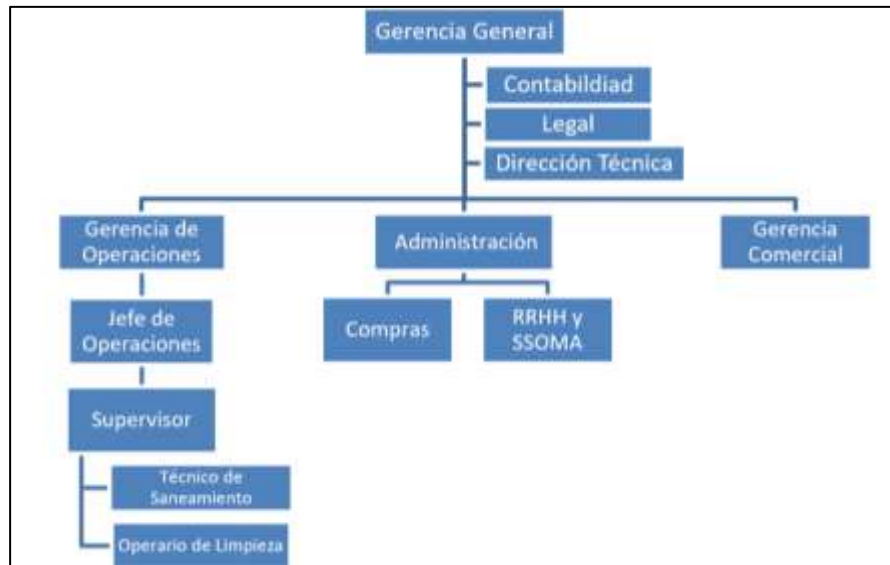 Gerencia General
Contabildiad
Legal
Dirección Técnica
Gerencia de
Operaciones
Administración
Gerencia
Comercial
Jefe de
Operaciones
Compras
RRHH y
SSOMA
Supervisor
Técnico de
Saneamiento
Operario de Limpieza